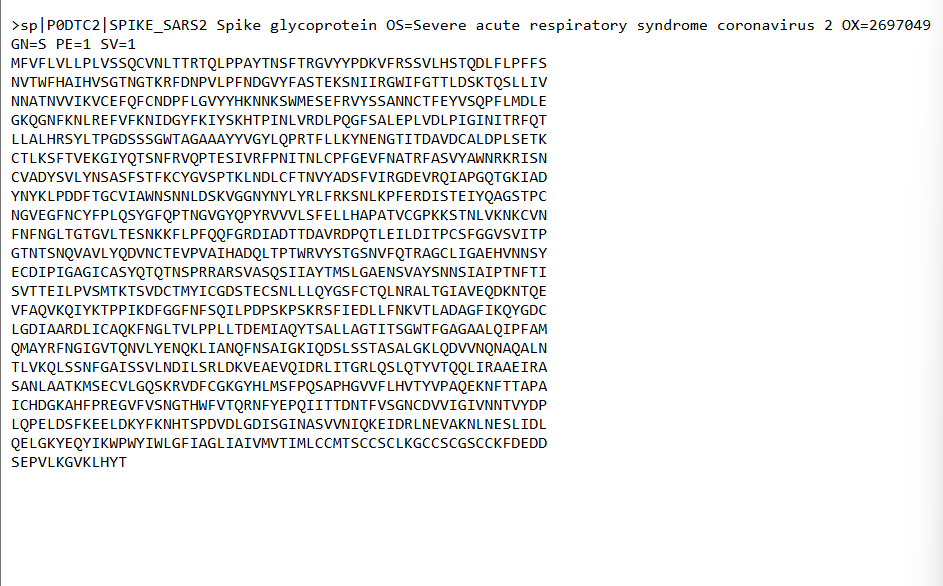 >sp|P0DTC2|SPIKE_SARS2 Spike glycoprotein OS=Severe acute respiratory syndrome coronavirus 2 OX=2697049
GN=S PE=1 SV=1
MFVFLVLLPLVSSQCVNLTTRTQLPPAYTNSFTRGVYYPDKVFRSSVLHSTQDLFLPFFS
NVTWFHAIHVSGTNGTKRFDNPVLPFNDGVYFASTEKSNIIRGWIFGTTLDSKTQSLLIV
NNATNVVIKVCEFQFCNDPFLGVYYHKNNKSWMESEFRVYSSANNCTFEYVSQPFLMDLE
GKQGNFKNLREFVFKNIDGYFKIYSKHTPINLVRDLPQGFSALEPLVDLPIGINITRFQT
LLALHRSYLTPGDSSSGWTAGAAAYYVGYLQPRTFLLKYNENGTITDAVDCALDPLSETK
CTLKSFTVEKGIYQTSNFRVQPTESIVRFPNITNLCPFGEVFNATRFASVYAWNRKRISN
CVADYSVLYNSASFSTFKCYGVSPTKLNDLCFTNVYADSFVIRGDEVRQIAPGQTGKIAD
YNYKLPDDFTGCVIAWNSNNLDSKVGGNYNYLYRLFRKSNLKPFERDISTEIYQAGSTPC
NGVEGFNCYFPLQSYGFQPTNGVGYQPYRVVVLSFELLHAPATVCGPKKSTNLVKNKCVN
FNFNGLTGTGVLTESNKKFLPFQQFGRDIADTTDAVRDPQTLEILDITPCSFGGVSVITP
GTNTSNQVAVLYQDVNCTEVPVAIHADQLTPTWRVYSTGSNVFQTRAGCLIGAEHVNNSY
ECDIPIGAGICASYQTQTNSPRRARSVASQSIIAYTMSLGAENSVAYSNNSIAIPTNFTI
SVTTEILPVSMTKTSVDCTMYICGDSTECSNLLLQYGSFCTQLNRALTGIAVEQDKNTQE
VFAQVKQIYKTPPIKDFGGFNFSQILPDPSKPSKRSFIEDLLFNKVTLADAGFIKQYGDC
LGDIAARDLICAQKFNGLTVLPPLLTDEMIAQYTSALLAGTITSGWTFGAGAALQIPFAM
QMAYRFNGIGVTQNVLYENQKLIANQFNSAIGKIQDSLSSTASALGKLQDVVNQNAQALN
TLVKQLSSNFGAISSVLNDILSRLDKVEAEVQIDRLITGRLQSLQTYVTQQLIRAAEIRA
SANLAATKMSECVLGQSKRVDFCGKGYHLMSFPQSAPHGVVFLHVTYVPAQEKNFTTAPA
ICHDGKAHFPREGVFVSNGTHWFVTQRNFYEPQIITTDNTFVSGNCDVVIGIVNNTVYDP
LQPELDSFKEELDKYFKNHTSPDVDLGDISGINASVVNIQKEIDRLNEVAKNLNESLIDL
QELGKYEQYIKWPWYIWLGFIAGLIAIVMVTIMLCCMTSCCSCLKGCCSCGSCCKFDEDD
SEPVLKGVKLHYT